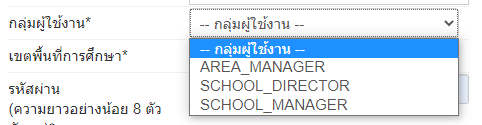 กลุ่มผู้ใช้งาน*
-- กลุ่มผู้ใช้งาน --
-- กลุ่มผู้ใช้งาน --
เขตพื้นที่การศึกษา*
AREA_MANAGER
SCHOOL_DIRECTOR
รหัสผ่าน
SCHOOL_MANAGER
(ความยาวอย่างน้อย 8 ตัว